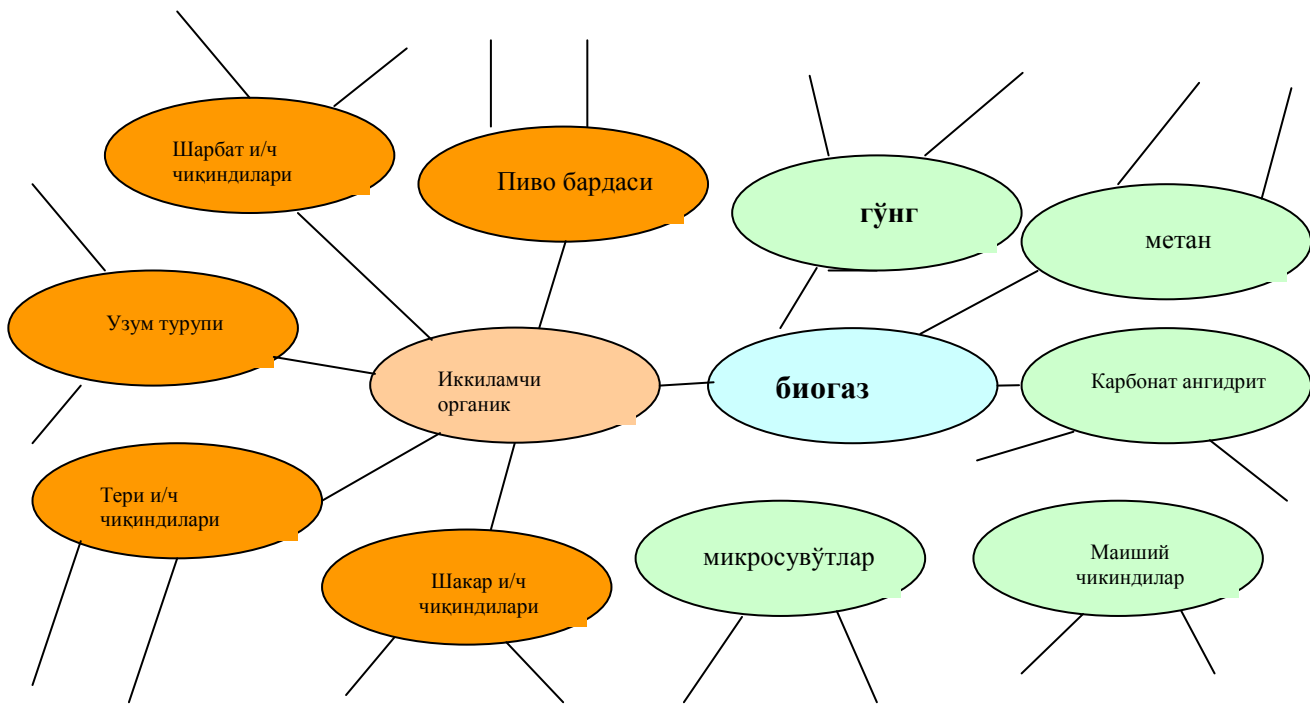 Шарбат и/ч
чиқиндилари
Пиво бардаси
гўнг
метан
Узум турупи
Иккиламчи
органик
биогаз
Карбонат ангидрит
Тери и/ч
чиқиндилари
Шакар и/ч
чиқиндилари
микросувўтлар
Маиший
чикиндилар